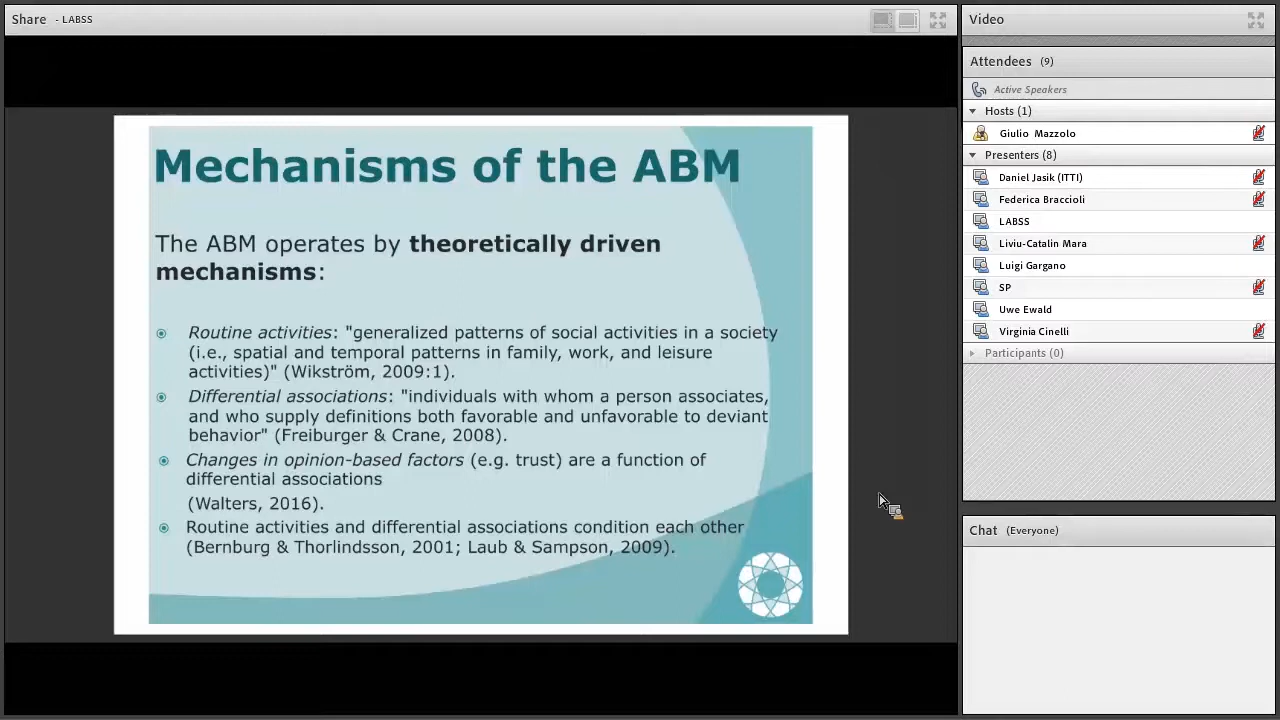 Share - LABSS
Mechanisms of the ABM
The ABM operates by theoretically driven
mechanisms:
Routine activities: "generalized patterns of social activities in a society
(i.e., spatial and temporal patterns in family, work, and leisure
activities)" (Wikström, 2009:1).
Differential associations: "individuals with whom a person associates,
and who supply definitions both favorable and unfavorable to deviant
behavior" (Freiburger & Crane, 2008).
Changes in opinion-based factors (e.g. trust) are a function of
differential associations
(Walters, 2016).
Routine activities and differential associations condition each other
(Bernburg & Thorlindsson, 2001; Laub & Sampson, 2009).
Video
Attendees (9)
Active Speakers
Hosts (1)
Giulio Mazzolo
Presenters (8)
Daniel Jasik (ITTI)
Federica Braccioli
LABSS
Liviu-Catalin Mara
Luigi Gargano
SP
Uwe Ewald
Virginia Cinelli
Participants (0)
Chat (Everyone)